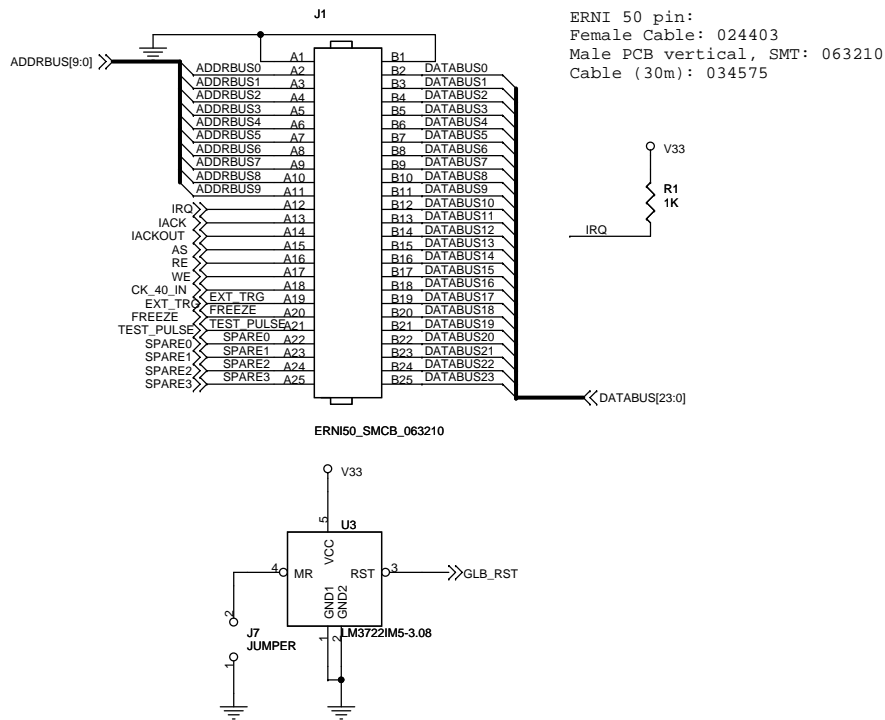 J1
ERNI 50 pin:
Female Cable: 024403
Male PCB vertical, SMT: 063210
Cable (30m): 034575
ADDRBUS[9:0]
A1 B1
ADDRBUS0 A2 B2 DATABUS0
ADDRBUS1 A3 B3 DATABUS1
ADDRBUS2 A4 B4 DATABUS2
ADDRBUS3 A5 B5 DATABUS3
ADDRBUS4 A6 B6 DATABUS4
ADDRBUS5 A7 B7 DATABUS5
ADDRBUS6 A8 B8 DATABUS6
ADDRBUS7 A9 B9 DATABUS7
ADDRBUS8 A10 B10 DATABUS8
ADDRBUS9 A11 B11 DATABUS9
IRQ A12 B12 DATABUS10
IACK A13 B13 DATABUS11
IACKOUT A14 B14 DATABUS12
AS A15 B15 DATABUS13
RE A16 B16 DATABUS14
WE A17 B17 DATABUS15
CK_40_IN A18 B18 DATABUS16
EXT_TRG EXT_TRG A19 B19 DATABUS17
FREEZE FREEZE A20 B20 DATABUS18
TEST_PULSE TEST_PULSE A21 B21 DATABUS19
SPARE0 SPARE0 A22 B22 DATABUS20
SPARE1 SPARE1 A23 B23 DATABUS21
SPARE2 SPARE2 A24 B24 DATABUS22
SPARE3 SPARE3 A25 B25 DATABUS23
DATABUS[23:0]
ERNI50_SMCB_063210
V33
R1
1K
IRQ
V33
5
U3
VCC
4 MR RST 3
GLB_RST
GND1
GND2
1
2
LM3722IM5-3.08
2
J7
JUMPER
1